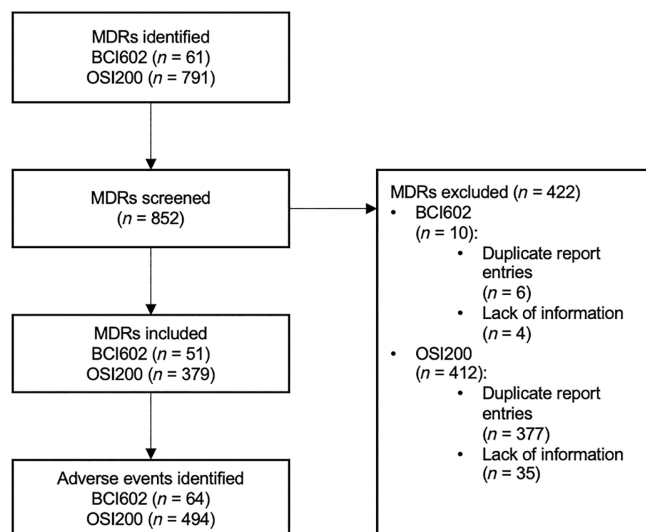 MDRs identified
BCI602 (n = 61)
OSI200 (n = 791)
MDRs screened
(n = 852)
MDRs excluded (n = 422)
• BCI602
(n = 10):
• Duplicate report
entries
(n = 6)
• Lack of information
(n = 4)
• OSI200
(n = 412):
• Duplicate report
entries
(n = 377)
• Lack of information
(n = 35)
MDRs included
BCI602 (n = 51)
OSI200 (n = 379)
Adverse events identified
BCI602 (n = 64)
OSI200 (n = 494)